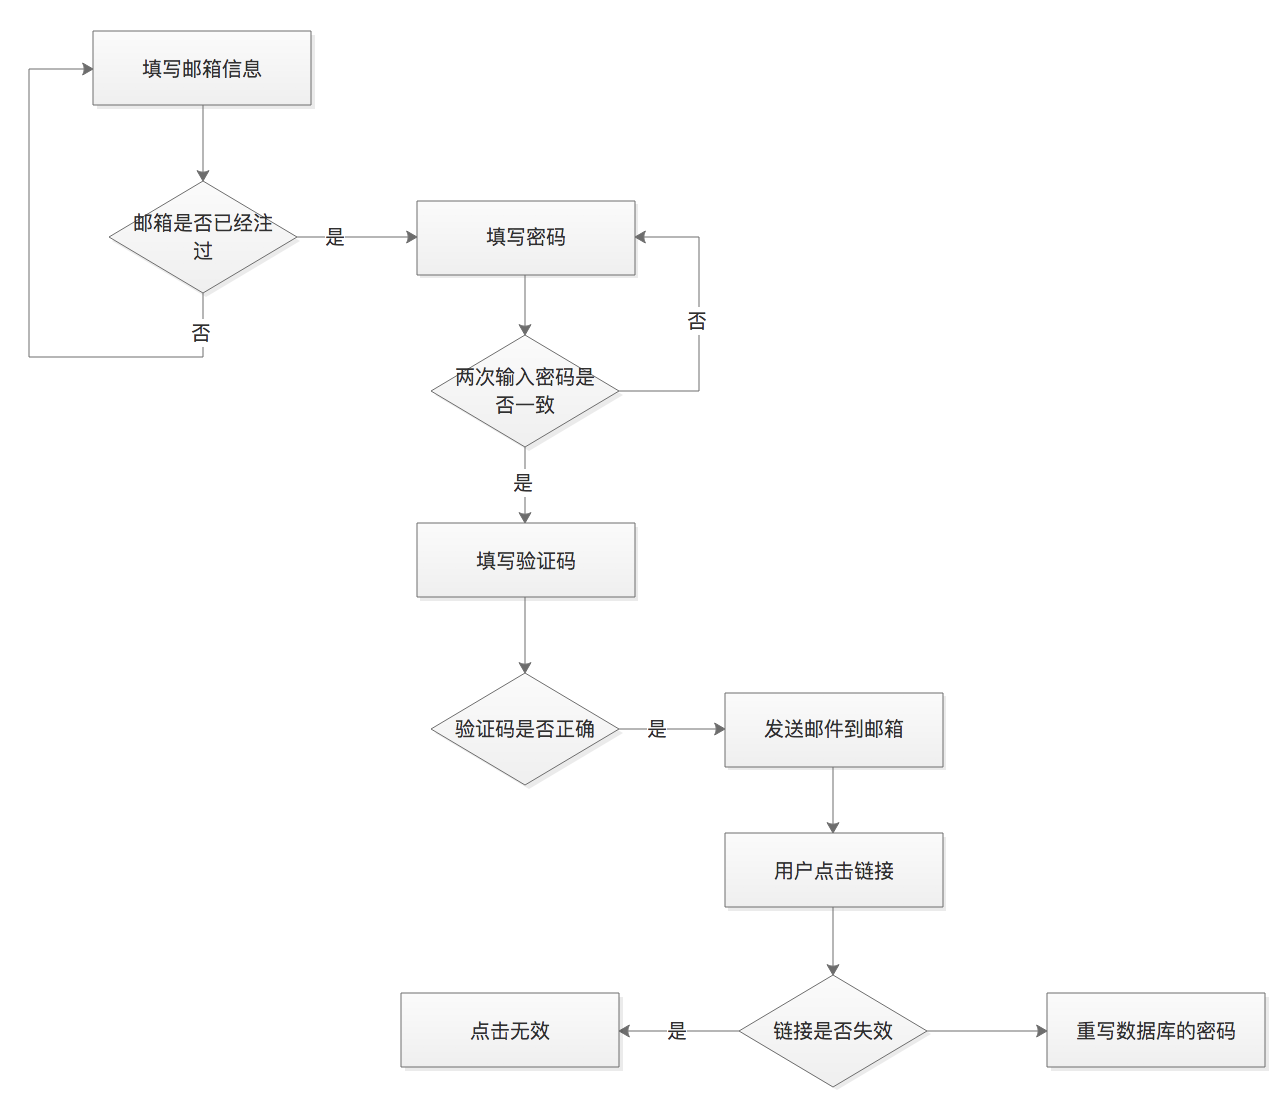 填写邮箱信息
邮箱是否已经注
过
是
否
填写密码
否
两次输入密码是
否一致
是
填写验证码
验证码是否正确
是
发送邮件到邮箱
用户点击链接
点击无效
是
链接是否失效
重写数据库的密码